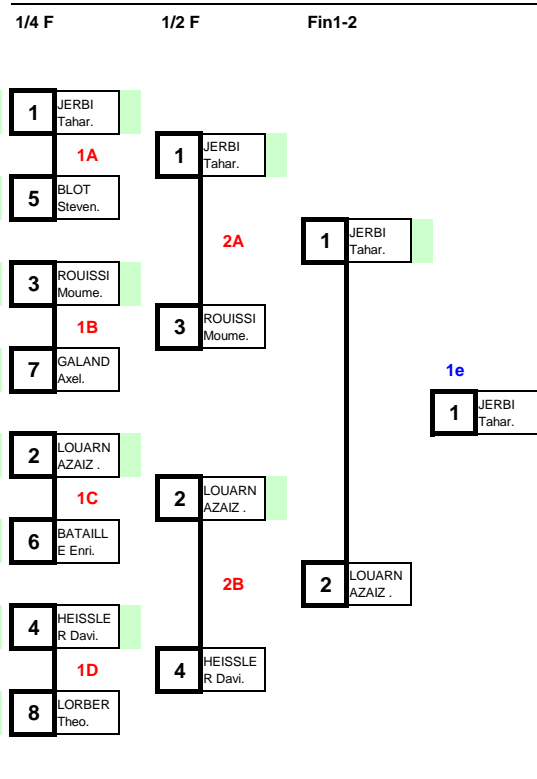 1/4 F
1/2 F
Fin1-2
1
JERBI
Tahar.
1A
5
BLOT
Steven.
3
ROUISSI
Moume.
1B
7
GALAND
Axel.
2
LOUARN
AZAIZ .
1C
6
BATAILL
E Enri.
4
HEISSLE
R Davi.
1D
8
LORBER
Theo.
1
JERBI
Tahar.
2A
3
ROUISSI
Moume.
2
LOUARN
AZAIZ .
2B
4
HEISSLE
R Davi.
1
JERBI
Tahar.
2
LOUARN
AZAIZ .
1e
1
JERBI
Tahar.